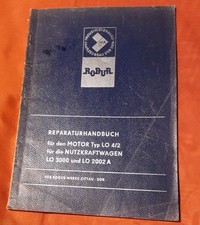 ROBUR
REPARATURHANDBUCH
für den MOTOR Typ LO 4/2
für die NUTZKRAFTWAGEN
LO 3000 und LO 2002 A
VEB ROBUR-WERKE ZITTAU · DDR